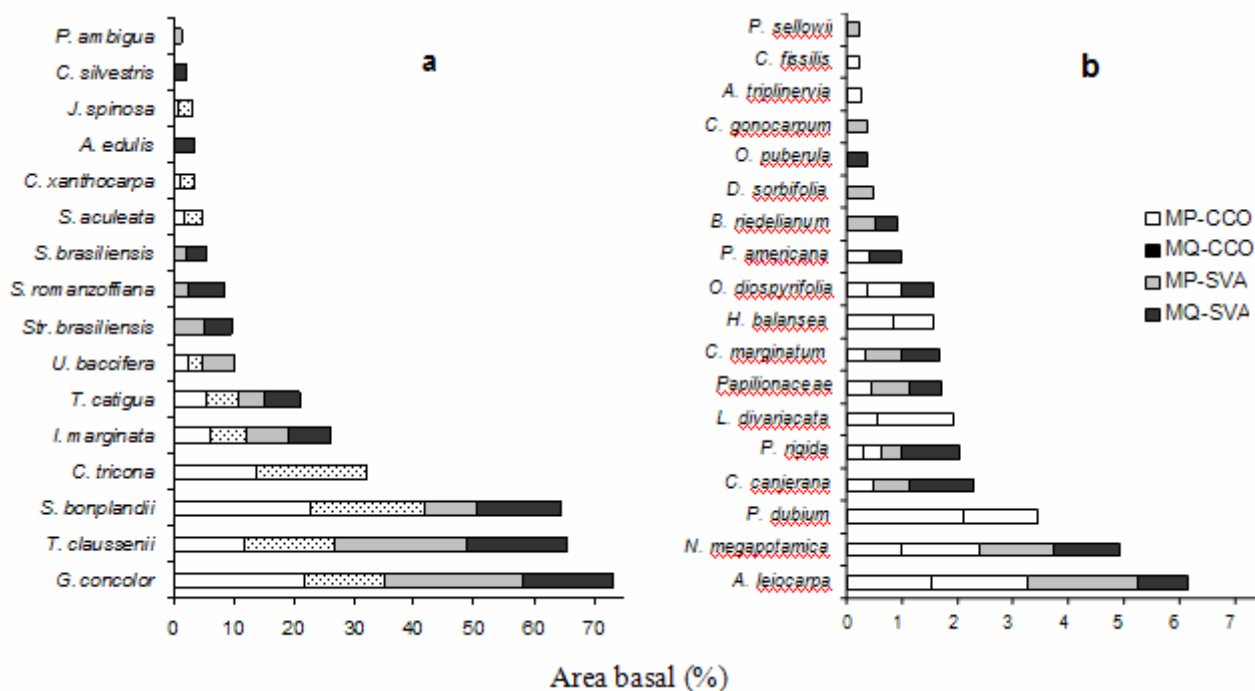 a
P. ambigua
C. silvestris
J. spinosa
A. edulis
C. xanthocarpa
S. aculeata
S. brasiliensis
S. romanzoffiana
Str. brasiliensis
U. baccifera
T. catigua
I. marginata
C. tricona
S. bonplandii
T. claussenii
G. concolor
0 10 20 30 40 50 60 70
b
P. sellowii
C. fissilis
A. triplinervia
C. gonocarpum
O. puberula
D. sorbifolia
B. riedelianum
P. americana
O. diospyrifolia
H. balansea
C. marginatum
Papilionaceae
L. divariacata
P. rigida
C. canjerana
P. dubium
N. megapotamica
A. leiocarpa
0 1 2 3 4 5 6 7
MP-CCO
MQ-CCO
MP-SVA
MQ-SVA
Area basal (%)